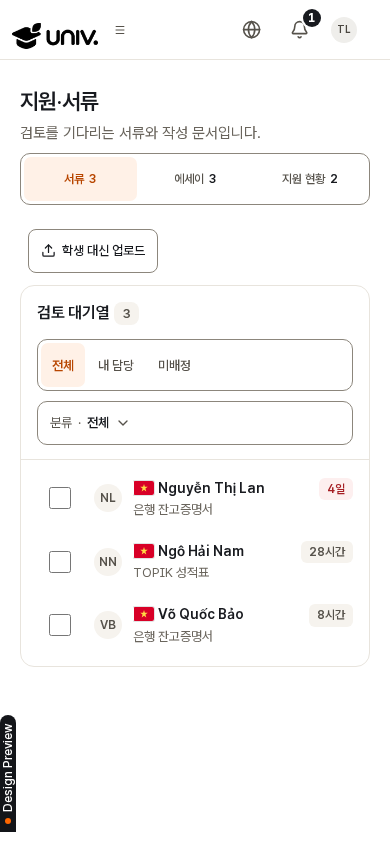 UNIV.
1
TL
지원·서류
검토를 기다리는 서류와 작성 문서입니다.
서류 3
에세이 3
지원 현황 2
학생 대신 업로드
검토 대기열 3
전체
내 담당
미배정
분류 · 전체
NL
Nguyễn Thị Lan
4일
은행 잔고증명서
NN
Ngô Hải Nam
28시간
TOPIK 성적표
VB
Võ Quốc Bảo
8시간
은행 잔고증명서
Design Preview